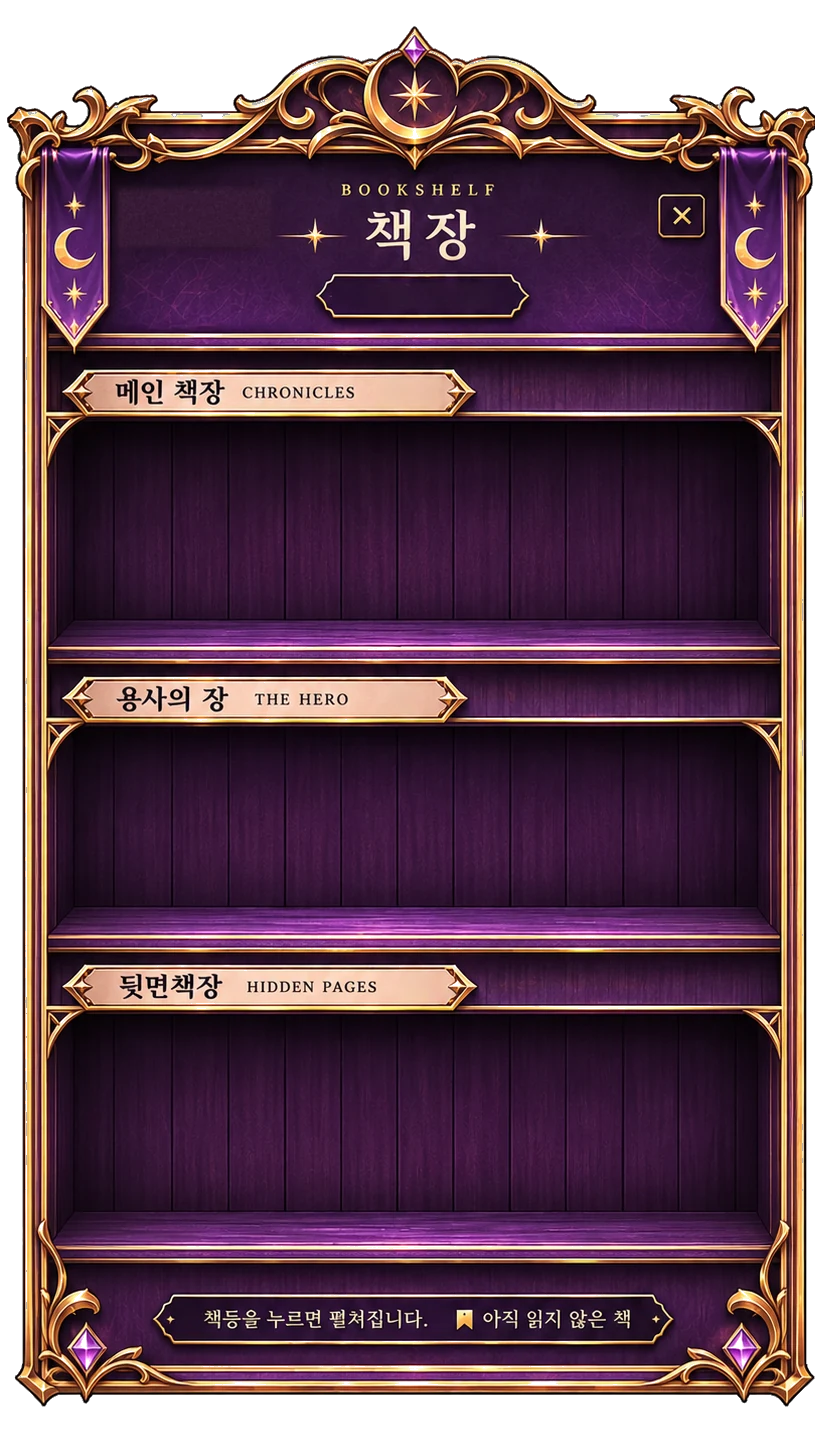 BOOKSHELF
책장
메인 책장 CHRONICLES
용사의 장 THE HERO
뒷면책장 HIDDEN PAGES
책등을 누르면 펼쳐집니다. 아직 읽지 않은 책